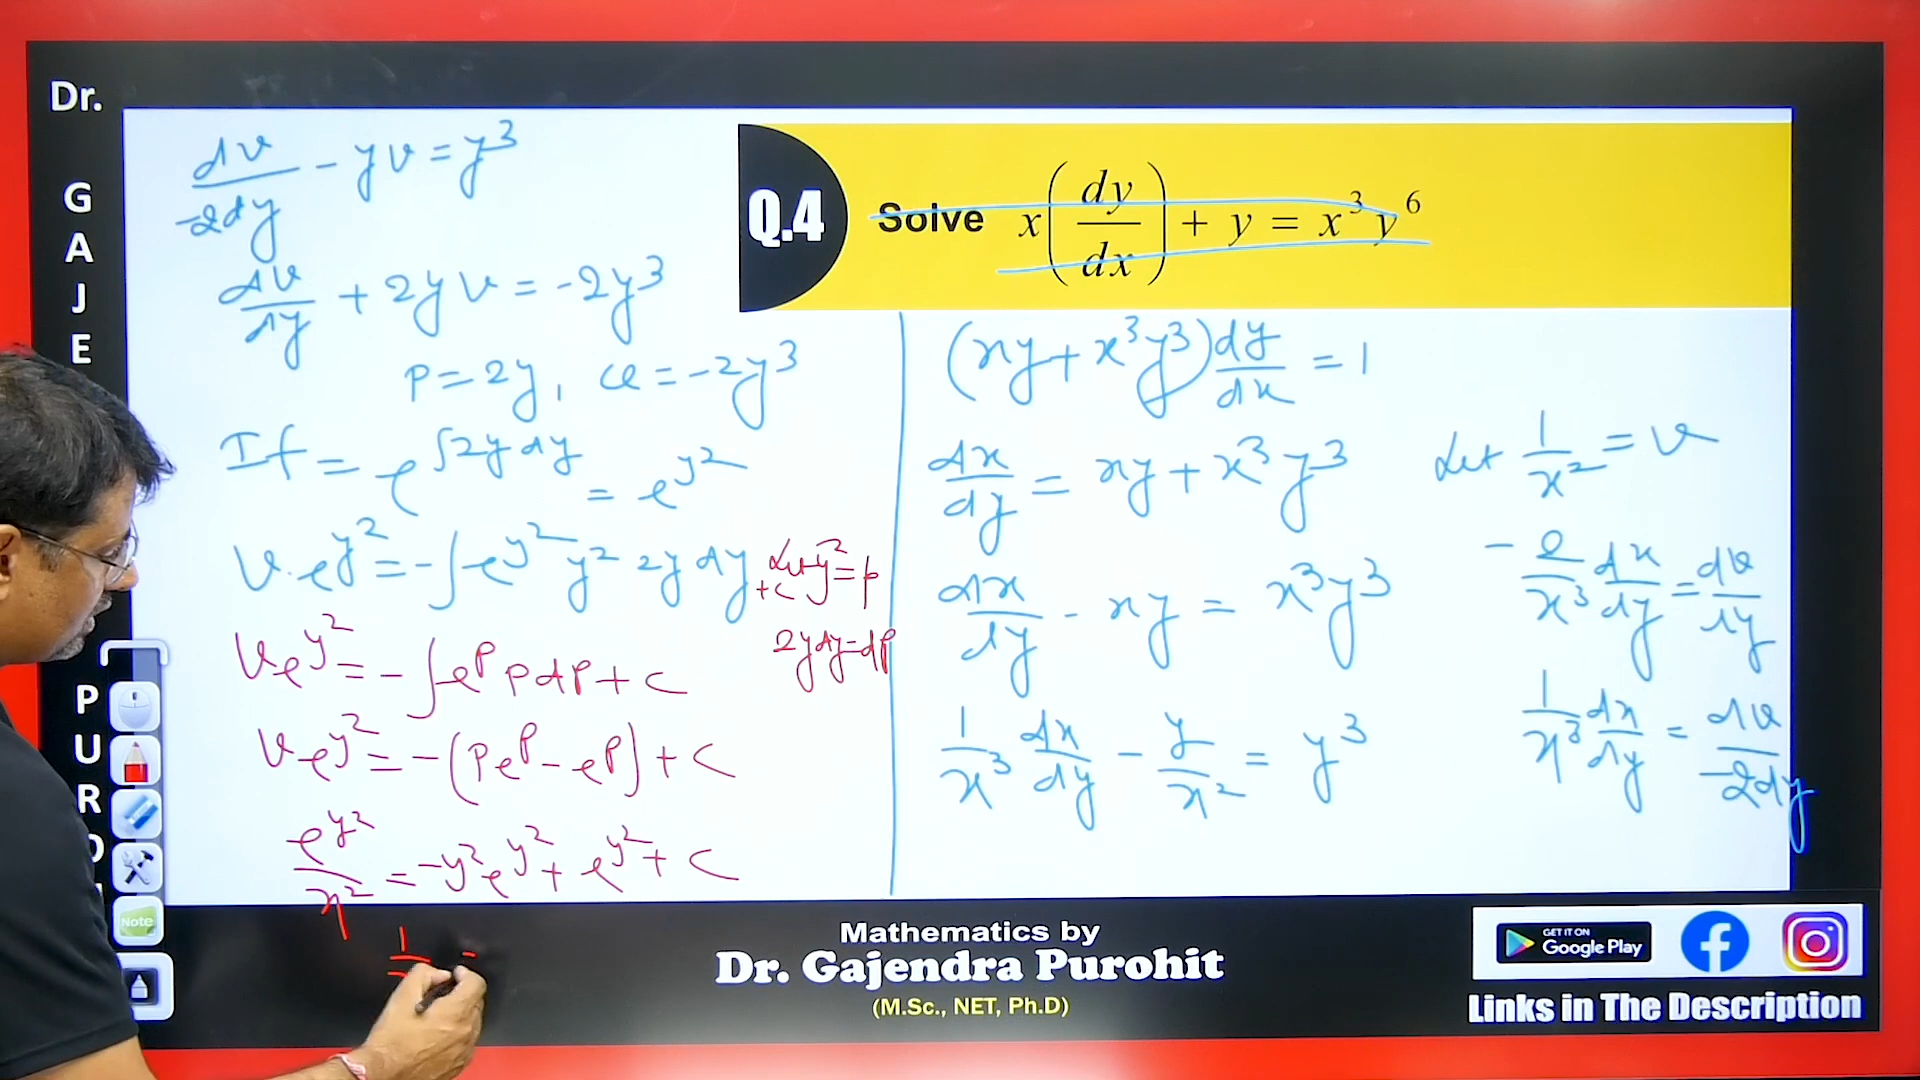 Dr.
G
A
J
E
P
U
R
Note
Q.4 Solve x(dy/dx) + y = x³y⁶
dv/-2dy - yv = y³
dv/dy + 2yv = -2y³
P = 2y, Q = -2y³
If = e^∫2y dy = e^y²
v.e^y² = -∫e^y² y² 2y dy + c
Let y² = p
2y dy = dp
ve^y² = -∫e^p p dp + c
ve^y² = -(pe^p - e^p) + c
e^y²/x² = -y²e^y² + e^y² + c
1
(xy + x³y³) dy/dx = 1
dx/dy = xy + x³y³
dx/dy - xy = x³y³
1/x³ dx/dy - y/x² = y³
Let 1/x² = v
-2/x³ dx/dy = dv/dy
1/x³ dx/dy = dv/-2dy
Mathematics by
Dr. Gajendra Purohit
(M.Sc., NET, Ph.D)
GET IT ON
Google Play
Links in The Description